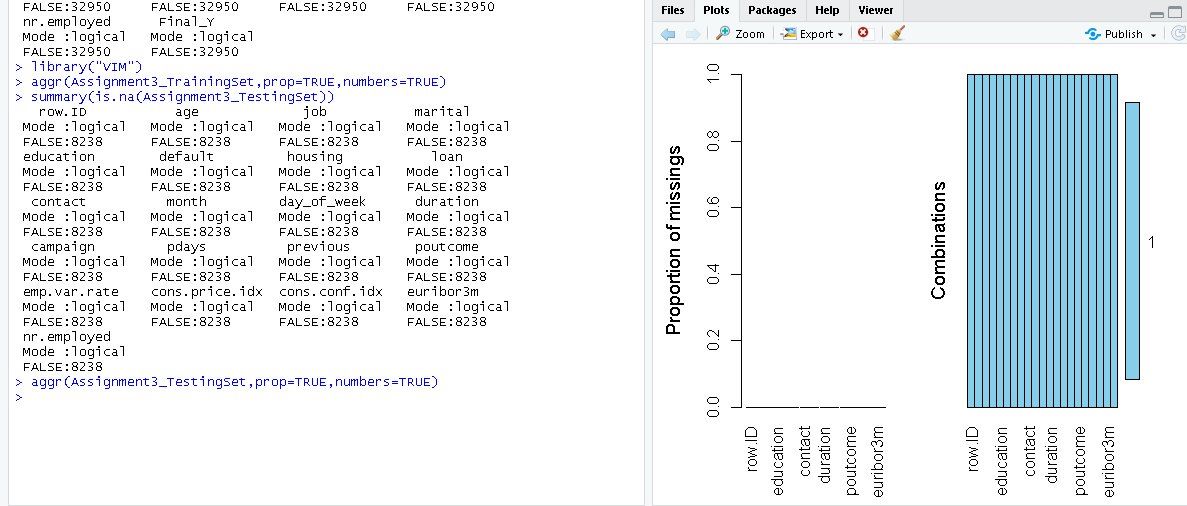 FALSE:32950 FALSE:32950 FALSE:32950 FALSE:32950
nr.employed Final_Y
Mode :logical Mode :logical
FALSE:32950 FALSE:32950
> library("VIM")
> aggr(Assignment3_TrainingSet,prop=TRUE,numbers=TRUE)
> summary(is.na(Assignment3_TestingSet))
row.ID age job marital
Mode :logical Mode :logical Mode :logical Mode :logical
FALSE:8238 FALSE:8238 FALSE:8238 FALSE:8238
education default housing loan
Mode :logical Mode :logical Mode :logical Mode :logical
FALSE:8238 FALSE:8238 FALSE:8238 FALSE:8238
contact month day_of_week duration
Mode :logical Mode :logical Mode :logical Mode :logical
FALSE:8238 FALSE:8238 FALSE:8238 FALSE:8238
campaign pdays previous poutcome
Mode :logical Mode :logical Mode :logical Mode :logical
FALSE:8238 FALSE:8238 FALSE:8238 FALSE:8238
emp.var.rate cons.price.idx cons.conf.idx euribor3m
Mode :logical Mode :logical Mode :logical Mode :logical
FALSE:8238 FALSE:8238 FALSE:8238 FALSE:8238
nr.employed
Mode :logical
FALSE:8238
> aggr(Assignment3_TestingSet,prop=TRUE,numbers=TRUE)
>
Files Plots Packages Help Viewer
Zoom Export Publish
Proportion of missings
1.0
0.8
0.6
0.4
0.2
0.0
row.ID
education
contact
duration
poutcome
euribor3m
Combinations
1
row.ID
education
contact
duration
poutcome
euribor3m